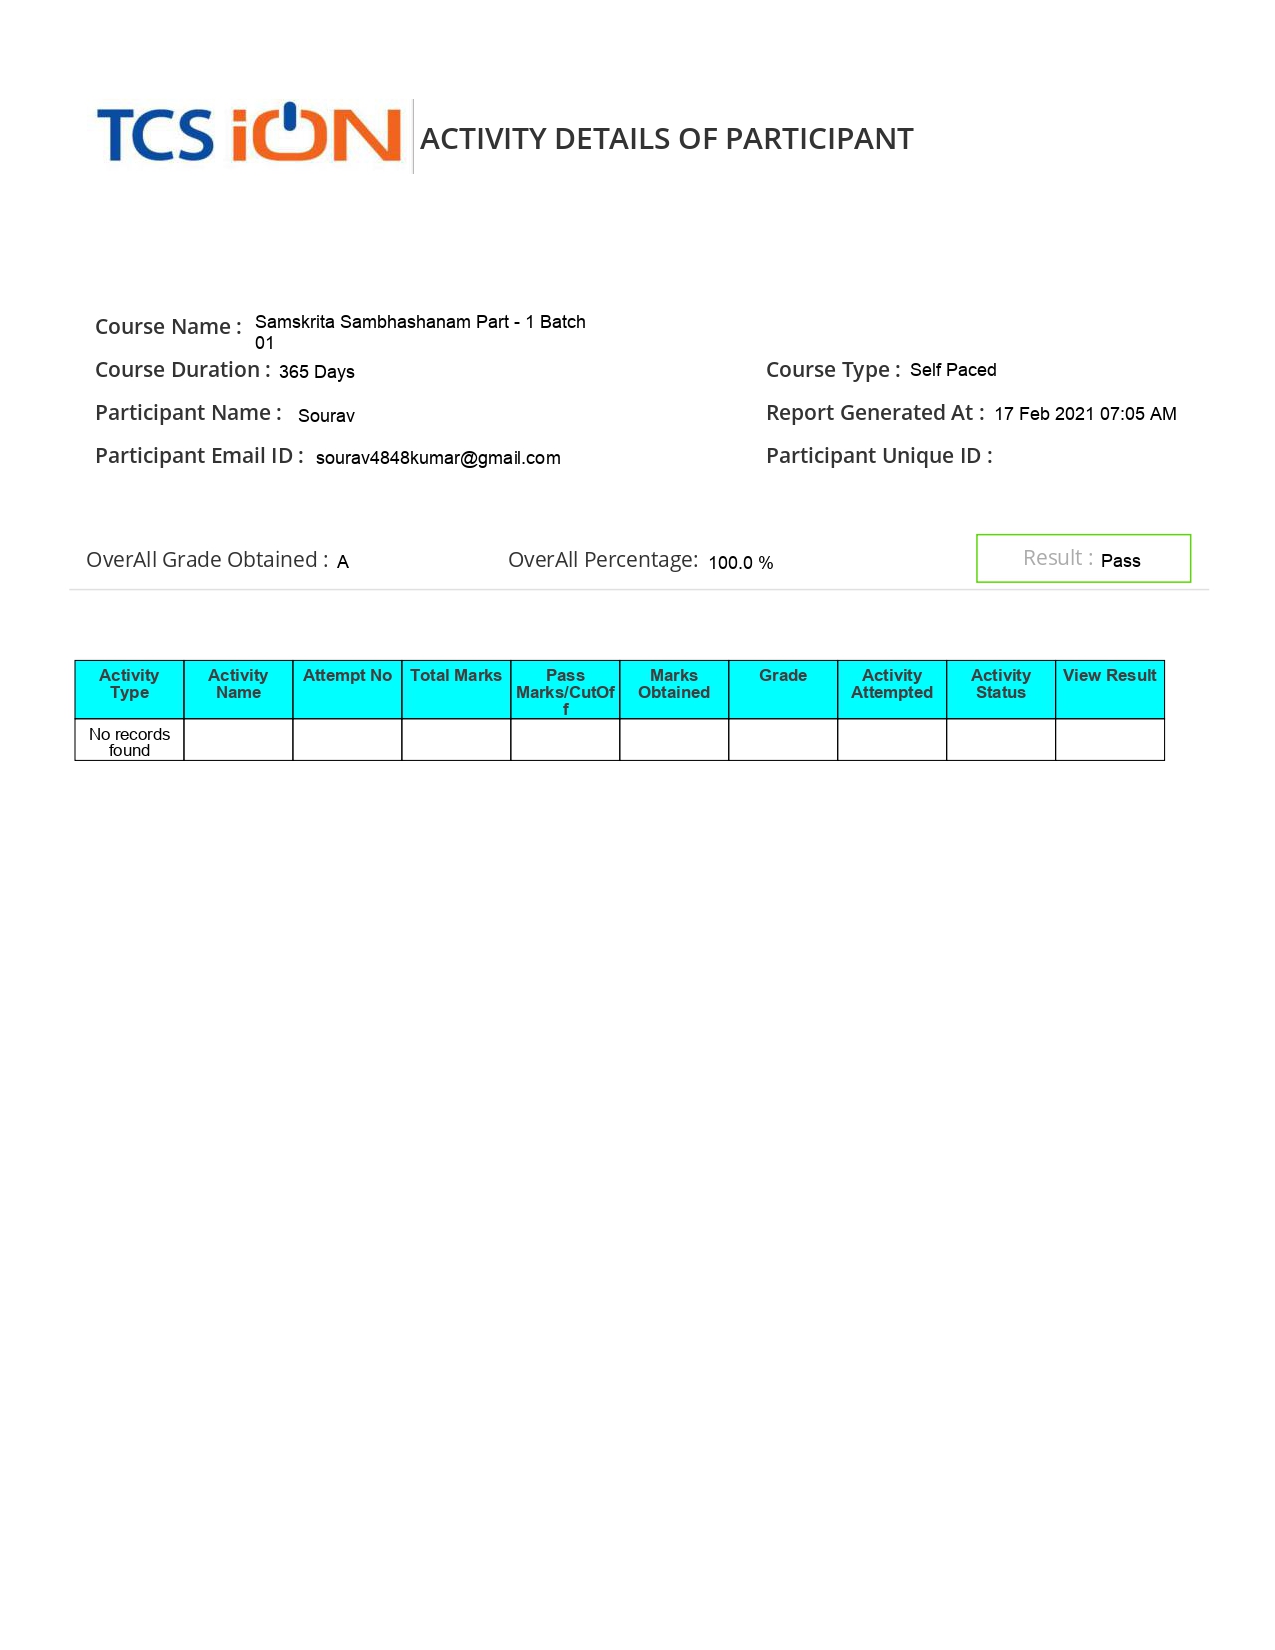 TCS iON
ACTIVITY DETAILS OF PARTICIPANT
Course Name : Samskrita Sambhashanam Part - 1 Batch
01
Course Duration : 365 Days Course Type : Self Paced
Participant Name : Sourav Report Generated At : 17 Feb 2021 07:05 AM
Participant Email ID : sourav4848kumar@gmail.com Participant Unique ID :
OverAll Grade Obtained : A OverAll Percentage: 100.0 % Result : Pass
Activity Activity Attempt No Total Marks Pass Marks Grade Activity Activity View Result
Type Name Marks/CutOf Obtained Attempted Status
f
No records
found